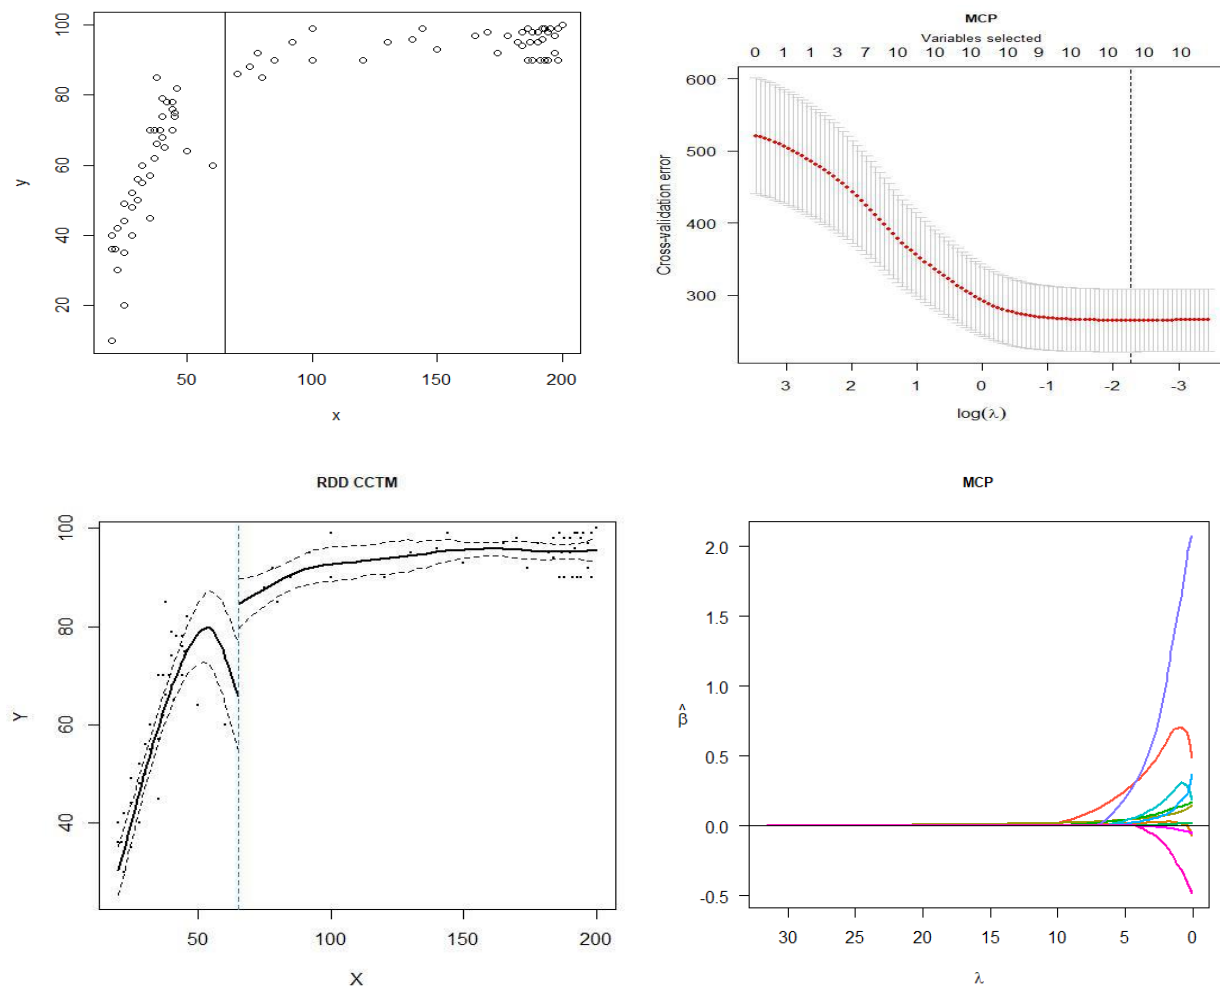 100
80
60
40
20
y
50
100
150
200
x
MCP
Variables selected
0 1 1 3 7 10 10 10 10 9 10 10 10 10
600
500
400
300
Cross-validation error
3 2 1 0 -1 -2 -3
log(λ)
RDD CCTM
100
80
60
40
Y
50
100
150
200
X
MCP
2.0
1.5
1.0
0.5
0.0
-0.5
β̂
30 25 20 15 10 5 0
λ